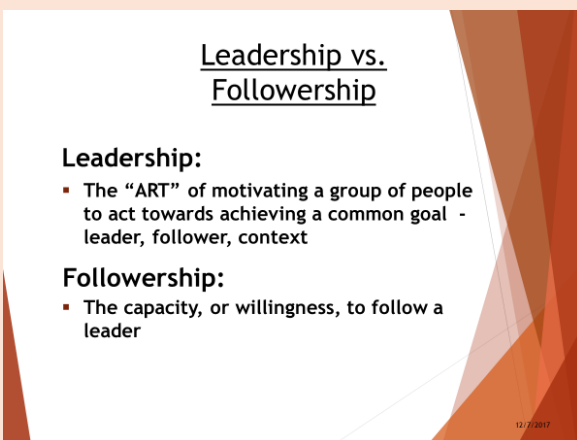 Leadership vs.
Followership
Leadership:
▪ The “ART” of motivating a group of people
to act towards achieving a common goal -
leader, follower, context
Followership:
▪ The capacity, or willingness, to follow a
leader
12/7/2017